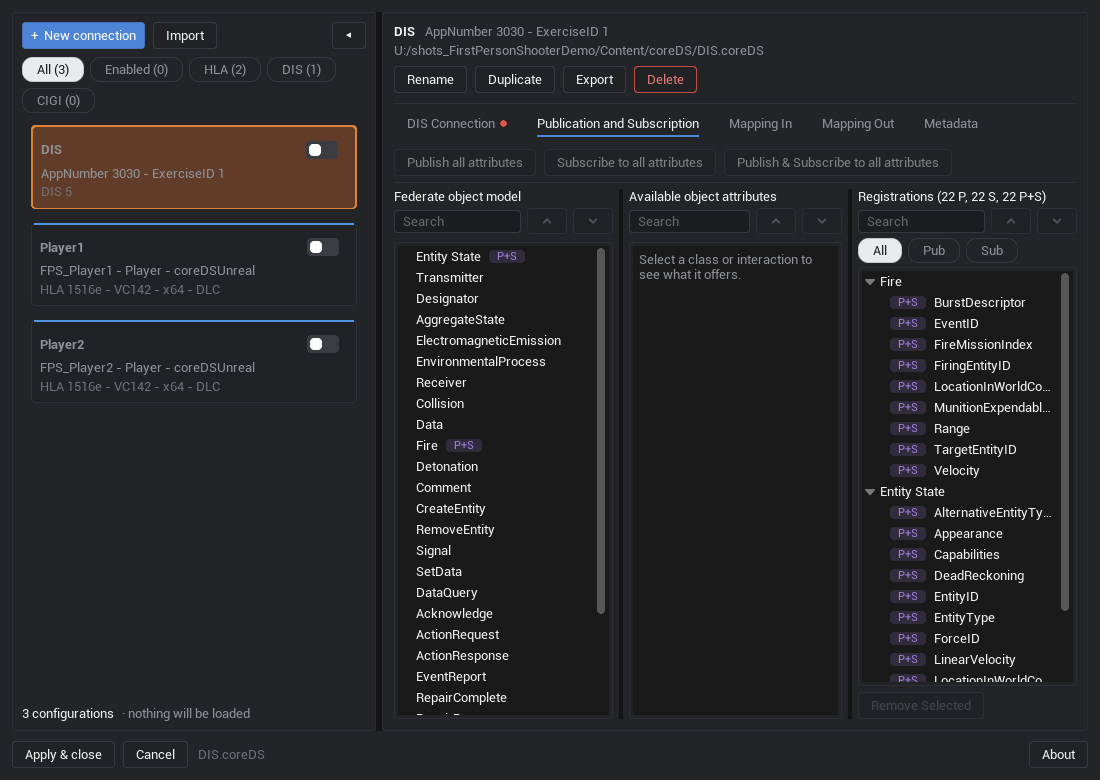 + New connection
Import
All (3)
Enabled (0)
HLA (2)
DIS (1)
CIGI (0)
DIS
AppNumber 3030 - ExerciseID 1
DIS 5
Player1
FPS_Player1 - Player - coreDSUnreal
HLA 1516e - VC142 - x64 - DLC
Player2
FPS_Player2 - Player - coreDSUnreal
HLA 1516e - VC142 - x64 - DLC
3 configurations · nothing will be loaded
DIS AppNumber 3030 - ExerciseID 1
U:/shots_FirstPersonShooterDemo/Content/coreDS/DIS.coreDS
Rename
Duplicate
Export
Delete
DIS Connection
Publication and Subscription
Mapping In
Mapping Out
Metadata
Publish all attributes
Subscribe to all attributes
Publish & Subscribe to all attributes
Federate object model
Search
Entity State P+S
Transmitter
Designator
AggregateState
ElectromagneticEmission
EnvironmentalProcess
Receiver
Collision
Data
Fire P+S
Detonation
Comment
CreateEntity
RemoveEntity
Signal
SetData
DataQuery
Acknowledge
ActionRequest
ActionResponse
EventReport
RepairComplete
Available object attributes
Search
Select a class or interaction to
see what it offers.
Registrations (22 P, 22 S, 22 P+S)
Search
All
Pub
Sub
Fire
P+S BurstDescriptor
P+S EventID
P+S FireMissionIndex
P+S FiringEntityID
P+S LocationInWorldCo...
P+S MunitionExpendabl...
P+S Range
P+S TargetEntityID
P+S Velocity
Entity State
P+S AlternativeEntityTy...
P+S Appearance
P+S Capabilities
P+S DeadReckoning
P+S EntityID
P+S EntityType
P+S ForceID
P+S LinearVelocity
P+S LocationInWorldCo...
Remove Selected
Apply & close
Cancel
DIS.coreDS
About